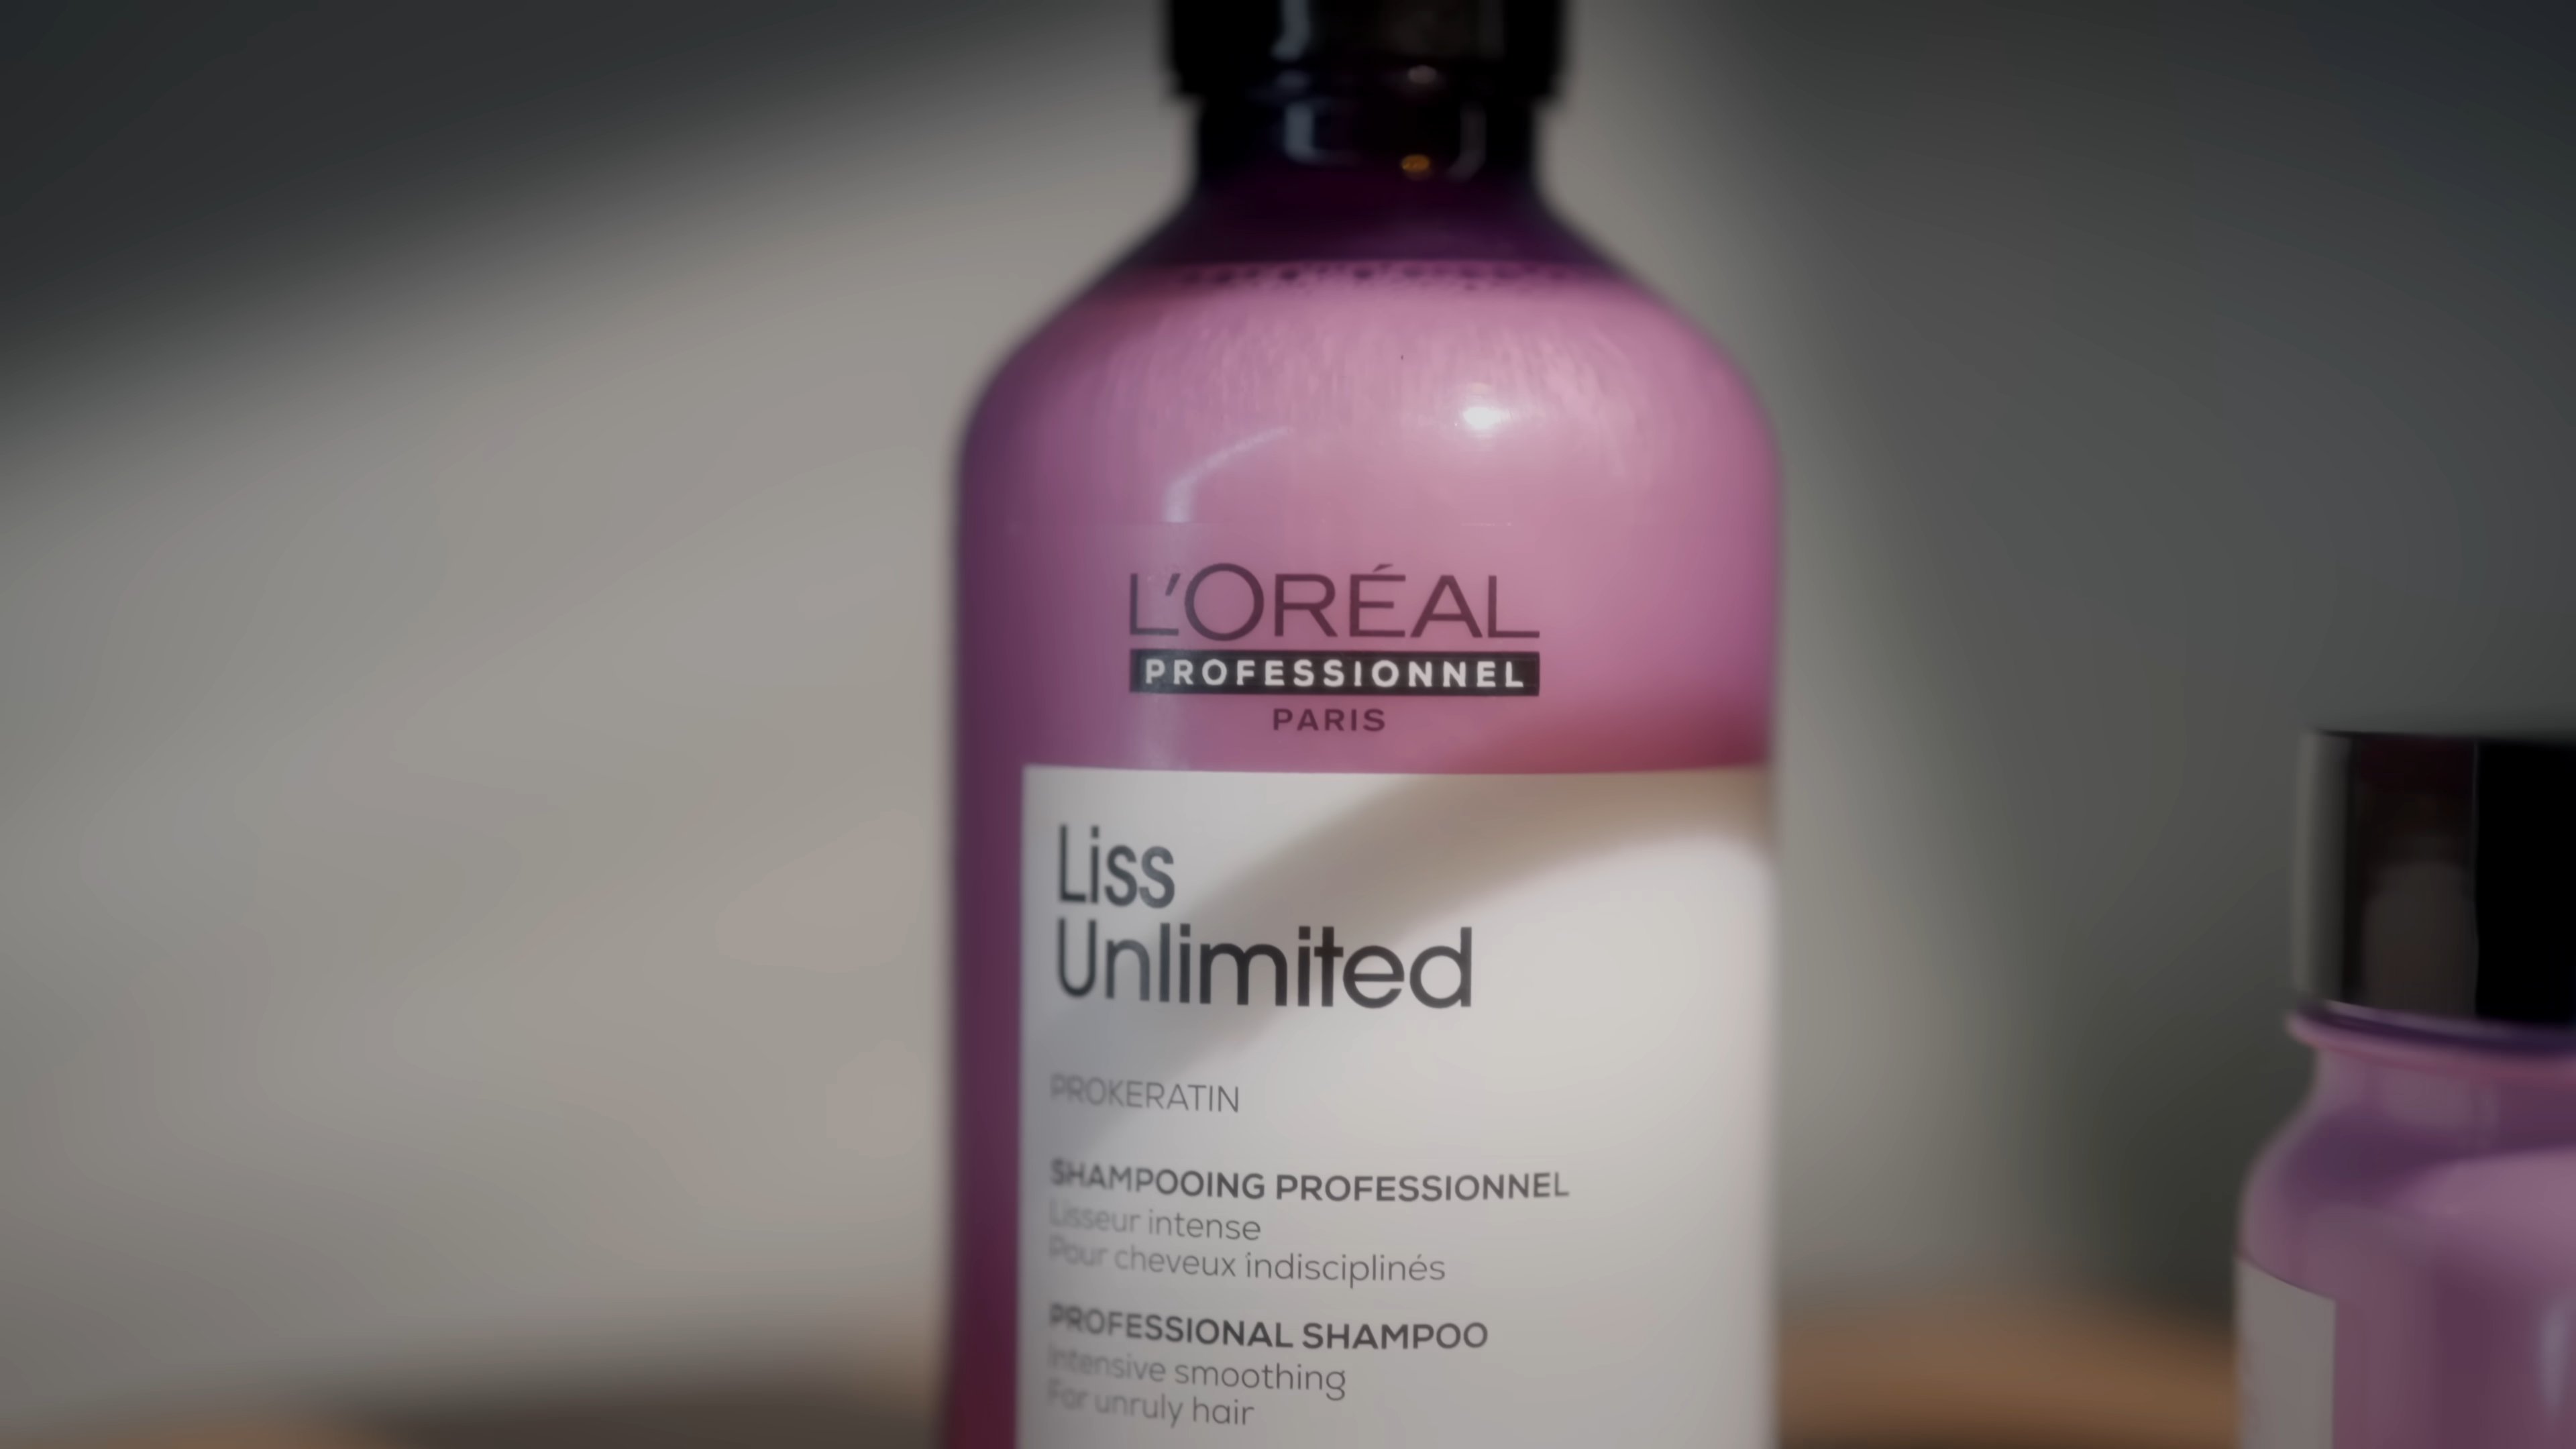 L'ORÉAL
PROFESSIONNEL
PARIS
Liss
Unlimited
PROKERATIN
SHAMPOOING PROFESSIONNEL
Lisseur intense
Pour cheveux indisciplinés
PROFESSIONAL SHAMPOO
Intensive smoothing
For unruly hair